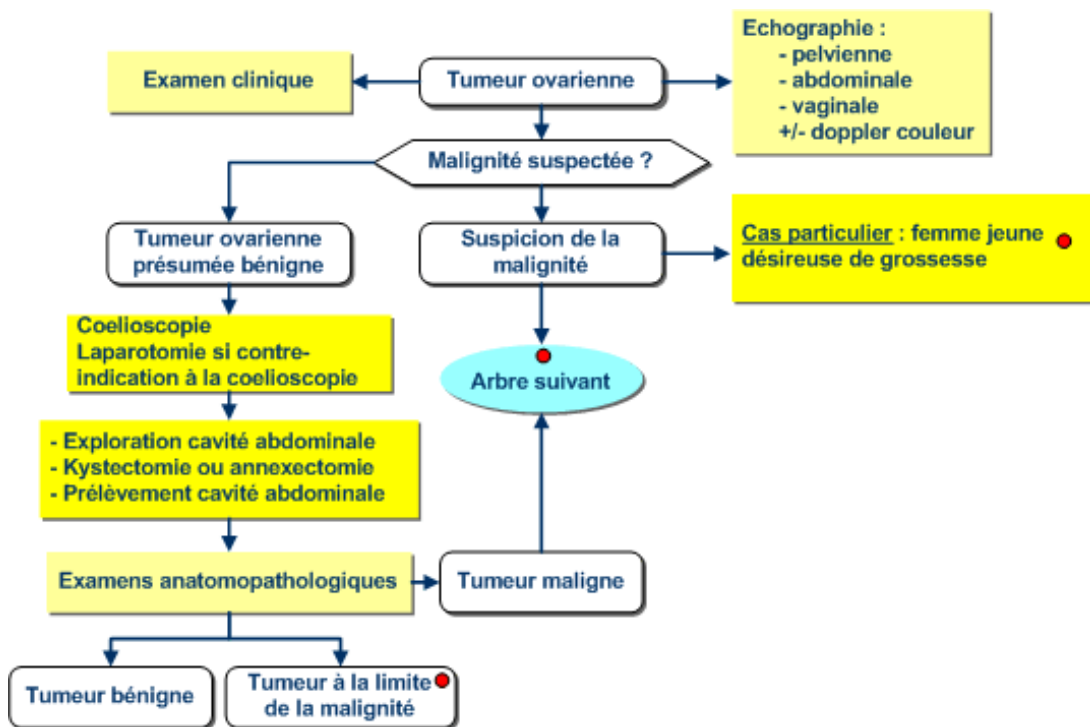 Examen clinique
Tumeur ovarienne
Echographie :
- pelvienne
- abdominale
- vaginale
+/- doppler couleur
Malignité suspectée ?
Tumeur ovarienne
présumée bénigne
Suspicion de la
malignité
Cas particulier : femme jeune
désireuse de grossesse
Coelioscopie
Laparotomie si contre-
indication à la coelioscopie
Arbre suivant
- Exploration cavité abdominale
- Kystectomie ou annexectomie
- Prélèvement cavité abdominale
Examens anatomopathologiques
Tumeur maligne
Tumeur bénigne
Tumeur à la limite
de la malignité